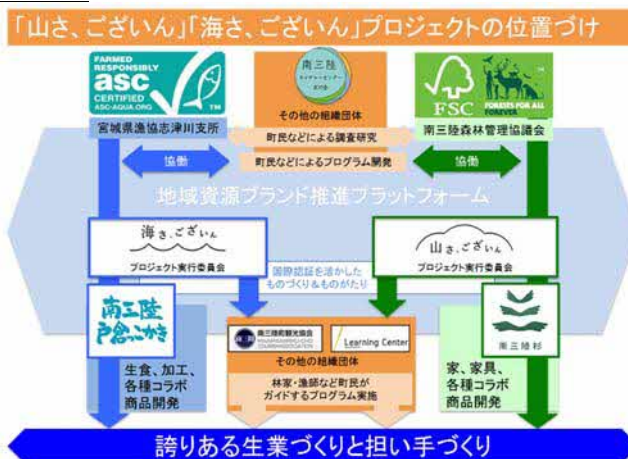 「山さ、ございん」「海さ、ございん」プロジェクトの位置づけ
FARMED
RESPONSIBLY
asc
CERTIFIED
ASC-AQUA.ORG
TM
宮城県漁協志津川支所
南三陸
その他の組織団体
町民などによる調査研究
町民などによるプログラム開発
FSC
FORESTS FOR ALL
FOREVER
南三陸森林管理協議会
協働
協働
地域資源ブランド推進プラットフォーム
海さ、ございん
プロジェクト実行委員会
山さ、ございん
プロジェクト実行委員会
国際認証を活かした
ものづくり&ものがたり
南三陸
戸倉っこかき
生食、加工、
各種コラボ
商品開発
南三陸町観光協会
Learning Center
その他の組織団体
林家・漁師など町民が
ガイドするプログラム実施
南三陸杉
家、家具、
各種コラボ
商品開発
誇りある生業づくりと担い手づくり